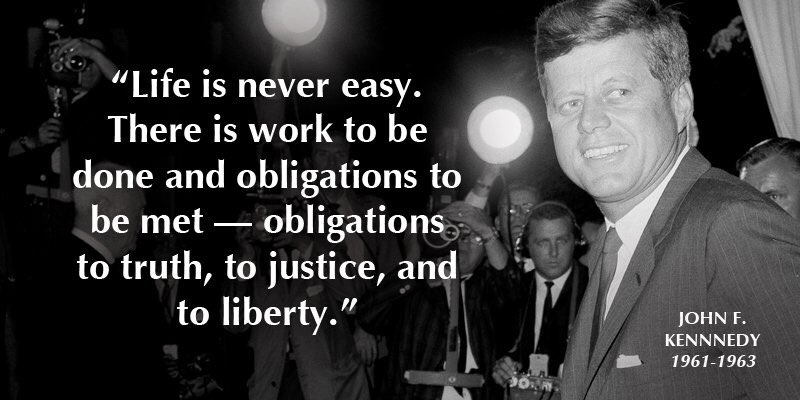 “Life is never easy.
There is work to be
done and obligations to
be met — obligations
to truth, to justice, and
to liberty.”
JOHN F.
KENNNEDY
1961-1963